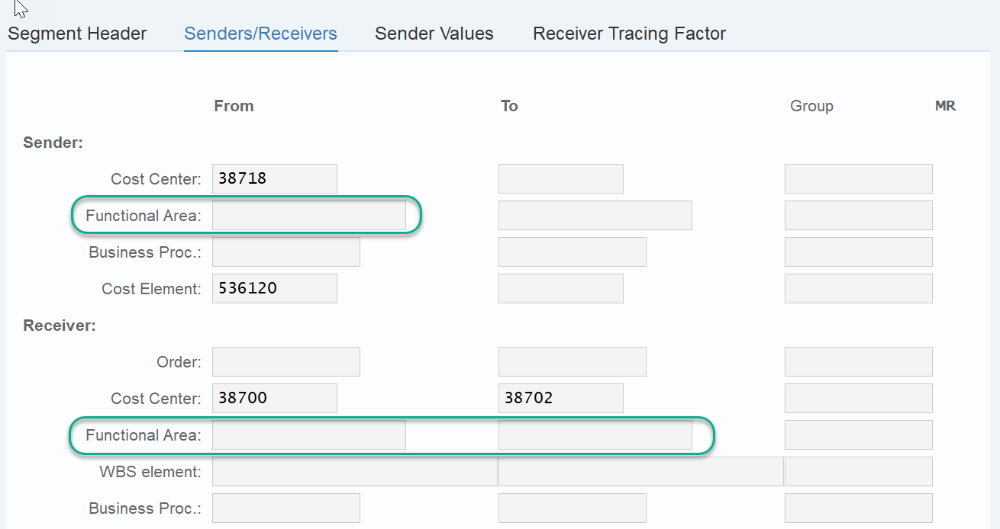 Segment Header Senders/Receivers Sender Values Receiver Tracing Factor
From To Group MR
Sender:
Cost Center: 38718
Functional Area:
Business Proc.:
Cost Element: 536120
Receiver:
Order:
Cost Center: 38700 38702
Functional Area:
WBS element:
Business Proc.: